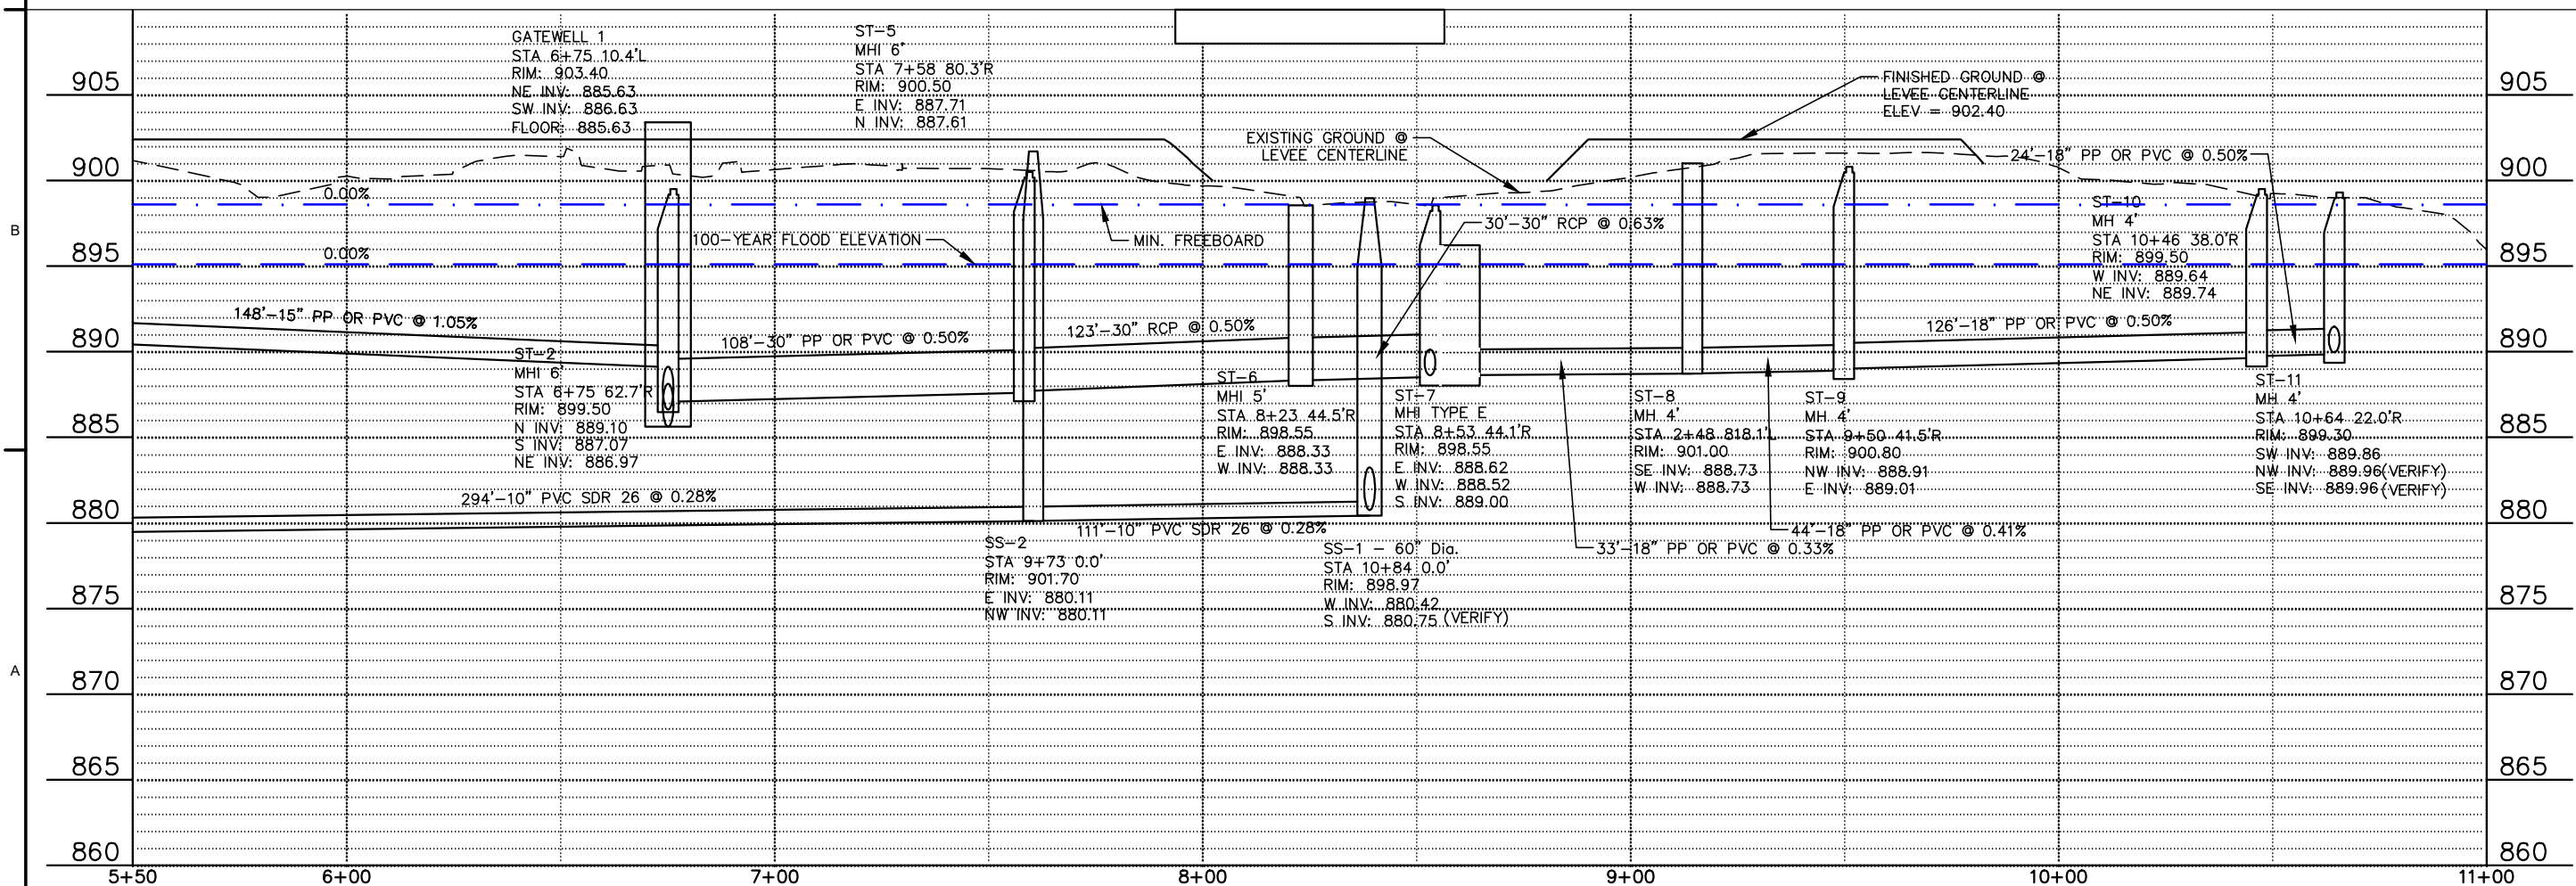 GATEWELL 1
STA 6+75 10.4'L
RIM: 903.40
NE INV: 885.63
SW INV: 886.63
FLOOR: 885.63
ST-5
MHI 6'
STA 7+58 80.3'R
RIM: 900.50
E INV: 887.71
N INV: 887.61
EXISTING GROUND @
LEVEE CENTERLINE
FINISHED GROUND @
LEVEE CENTERLINE
ELEV = 902.40
24'-18" PP OR PVC @ 0.50%
905
900
895
890
885
880
875
870
865
860
905
900
895
890
885
880
875
870
865
860
B
A
0.00%
0.00%
100-YEAR FLOOD ELEVATION
MIN. FREEBOARD
30'-30" RCP @ 0.63%
ST-10
MH 4'
STA 10+46 38.0'R
RIM: 899.50
W INV: 889.64
NE INV: 889.74
148'-15" PP OR PVC @ 1.05%
108'-30" PP OR PVC @ 0.50%
123'-30" RCP @ 0.50%
126'-18" PP OR PVC @ 0.50%
ST-2
MHI 6'
STA 6+75 62.7'R
RIM: 899.50
N INV: 889.10
S INV: 887.07
NE INV: 886.97
ST-6
MHI 5'
STA 8+23 44.5'R
RIM: 898.55
E INV: 888.33
W INV: 888.33
ST-7
MHI TYPE E
STA 8+53 44.1'R
RIM: 898.55
E INV: 888.62
W INV: 888.52
S INV: 889.00
ST-8
MH 4'
STA 2+48 818.1'L
RIM: 901.00
SE INV: 888.73
W INV: 888.73
ST-9
MH 4'
STA 9+50 41.5'R
RIM: 900.80
NW INV: 888.91
E INV: 889.01
ST-11
MH 4'
STA 10+64 22.0'R
RIM: 899.30
SW INV: 889.86
NW INV: 889.96 (VERIFY)
SE INV: 889.96 (VERIFY)
294'-10" PVC SDR 26 @ 0.28%
111'-10" PVC SDR 26 @ 0.28%
44'-18" PP OR PVC @ 0.41%
33'-18" PP OR PVC @ 0.33%
SS-2
STA 9+73 0.0'
RIM: 901.70
E INV: 880.11
NW INV: 880.11
SS-1 - 60" Dia.
STA 10+84 0.0'
RIM: 898.97
W INV: 880.42
S INV: 880.75 (VERIFY)
5+50
6+00
7+00
8+00
9+00
10+00
11+00